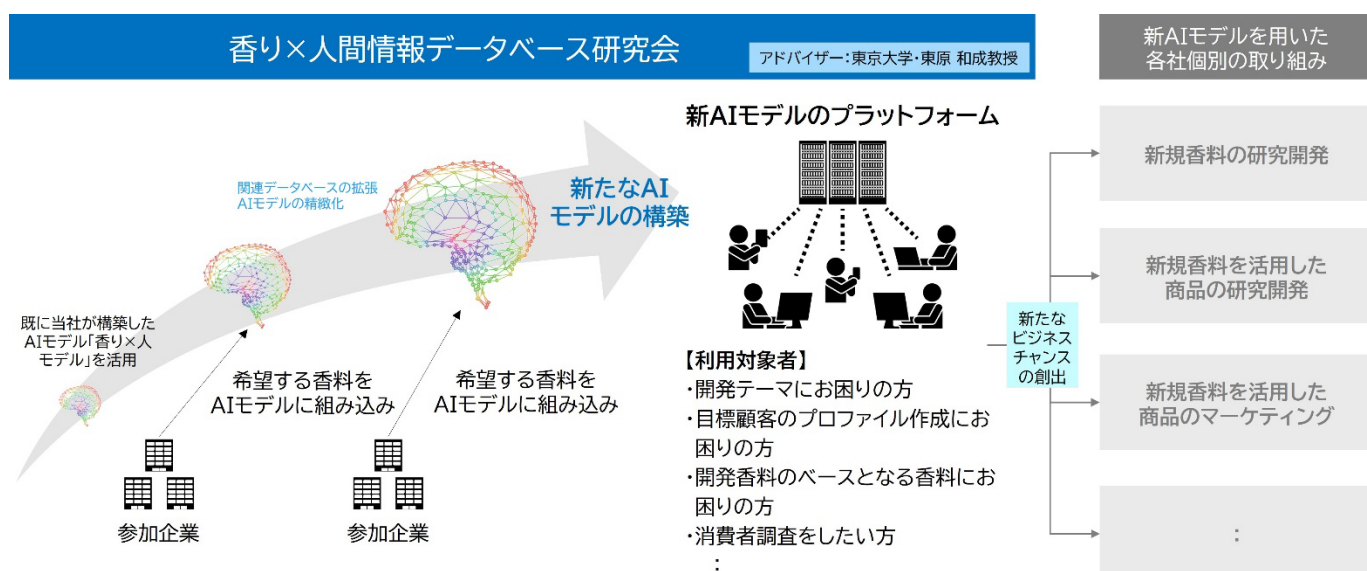 香り×人間情報データベース研究会
アドバイザー:東京大学・東原 和成教授
新AIモデルを用いた
各社個別の取り組み
新AIモデルのプラットフォーム
関連データベースの拡張
AIモデルの精緻化
新たなAI
モデルの構築
既に当社が構築した
AIモデル「香り×人
モデル」を活用
希望する香料を
AIモデルに組み込み
希望する香料を
AIモデルに組み込み
参加企業
参加企業
【利用対象者】
・開発テーマにお困りの方
・目標顧客のプロファイル作成にお
困りの方
・開発香料のベースとなる香料にお
困りの方
・消費者調査をしたい方
:
新たな
ビジネス
チャンス
の創出
新規香料の研究開発
新規香料を活用した
商品の研究開発
新規香料を活用した
商品のマーケティング
: